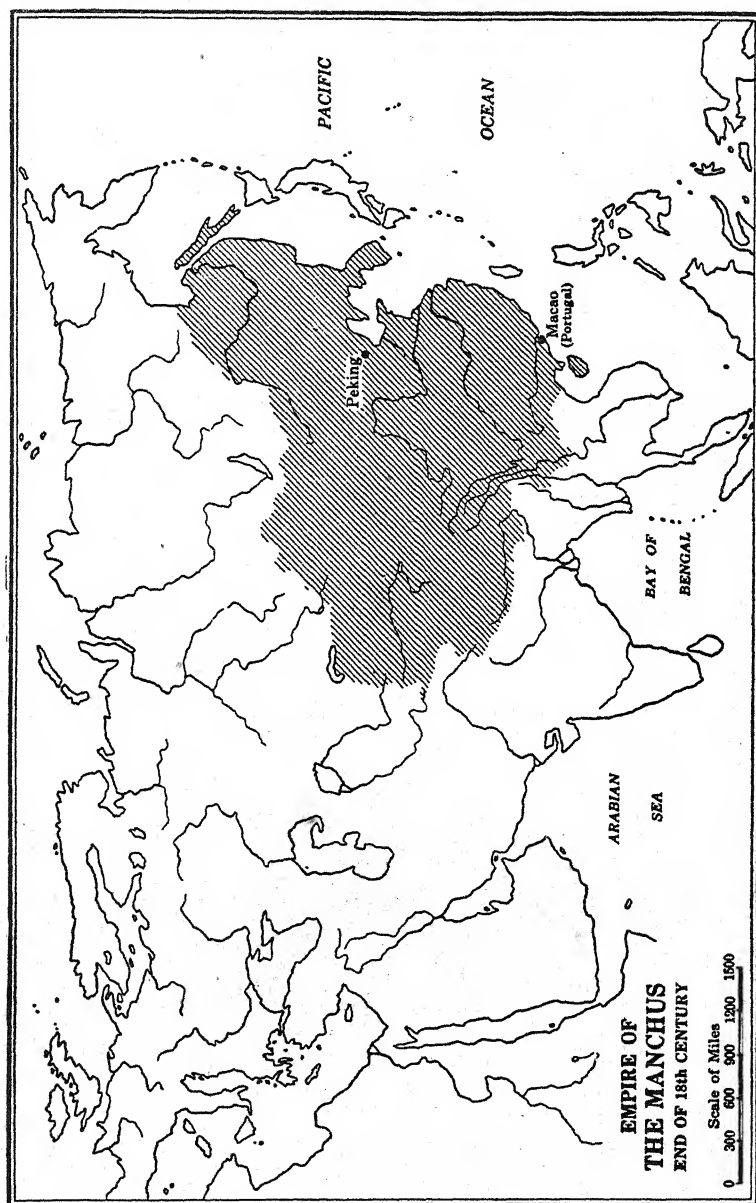 EMPIRE OF
THE MANCHUS
END OF 18th CENTURY
Scale of Miles
0 300 600 900 1200 1500
PACIFIC
OCEAN
Peking
Macao
(Portugal)
BAY OF
BENGAL
ARABIAN
SEA